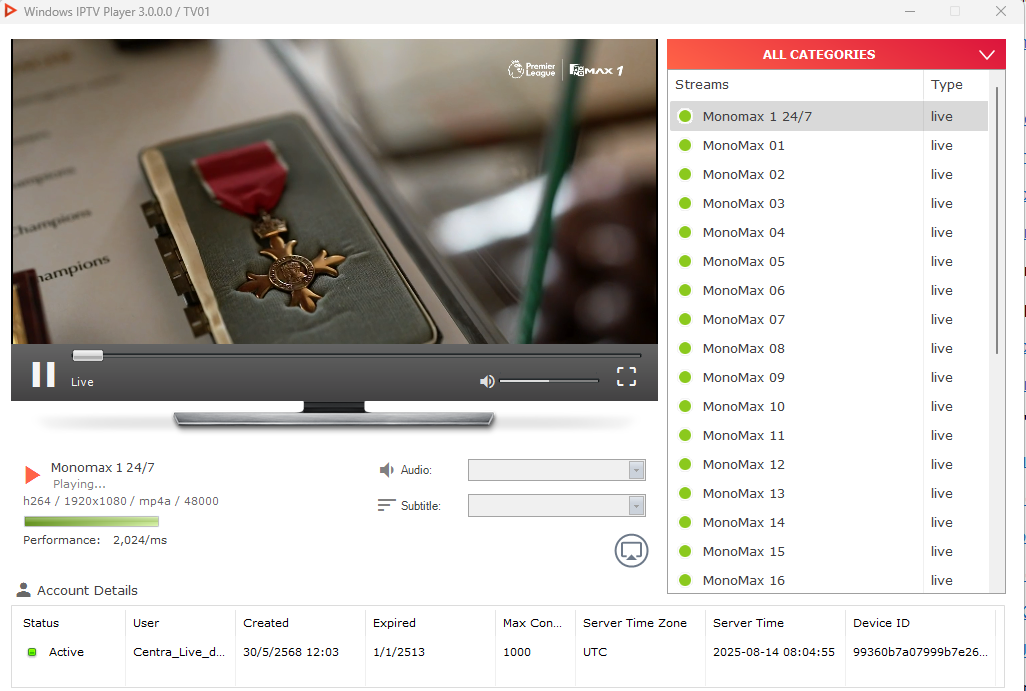 Windows IPTV Player 3.0.0.0 / TV01
Premier League
MAX 1
Champions
Champions
Live
ALL CATEGORIES
Streams Type
Monomax 1 24/7 live
MonoMax 01 live
MonoMax 02 live
MonoMax 03 live
MonoMax 04 live
MonoMax 05 live
MonoMax 06 live
MonoMax 07 live
MonoMax 08 live
MonoMax 09 live
MonoMax 10 live
MonoMax 11 live
MonoMax 12 live
MonoMax 13 live
MonoMax 14 live
MonoMax 15 live
MonoMax 16 live
Monomax 1 24/7
Playing...
h264 / 1920x1080 / mp4a / 48000
Performance: 2,024/ms
Audio:
Subtitle:
Account Details
Status User Created Expired Max Con... Server Time Zone Server Time Device ID
Active Centra_Live_d... 30/5/2568 12:03 1/1/2513 1000 UTC 2025-08-14 08:04:55 99360b7a07999b7e26...